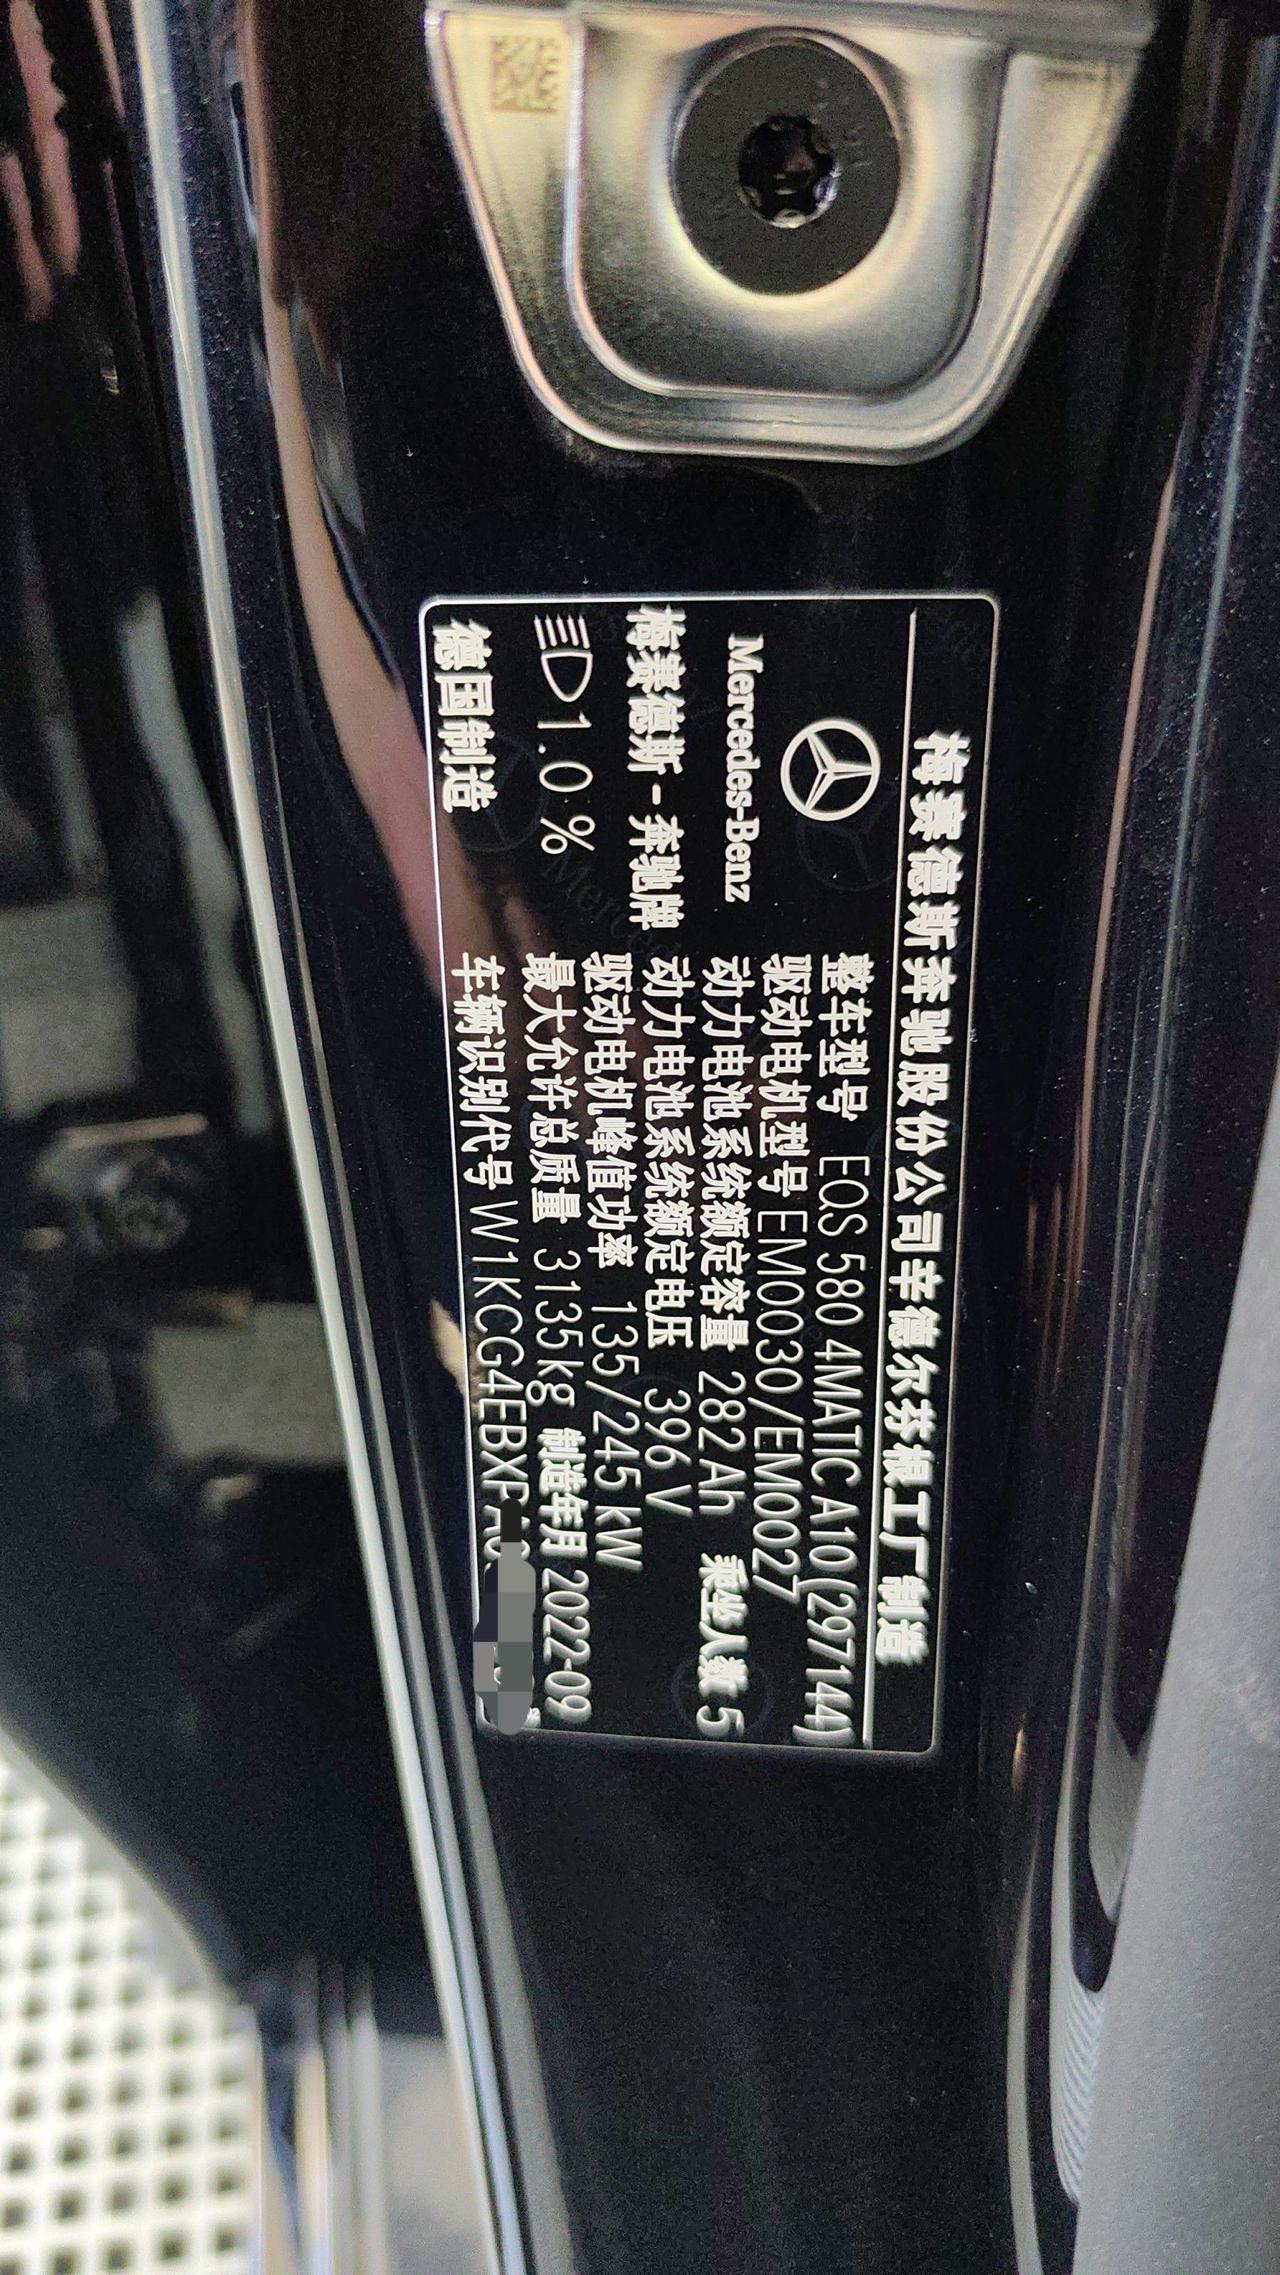 梅赛德斯奔驰股份公司辛德尔芬根工厂制造
Mercedes-Benz
梅赛德斯-奔驰牌
1.0 %
德国制造
整车型号 EQS 580 4MATIC A10 (297144)
驱动电机型号 EM0030/EM0027
动力电池系统额定容量 282 Ah 乘坐人数 5
动力电池系统额定电压 396 V
驱动电机峰值功率 135/245 kW
最大允许总质量 3135 kg 制造年月 2022-09
车辆识别代号 W1KCG4EBXPA0